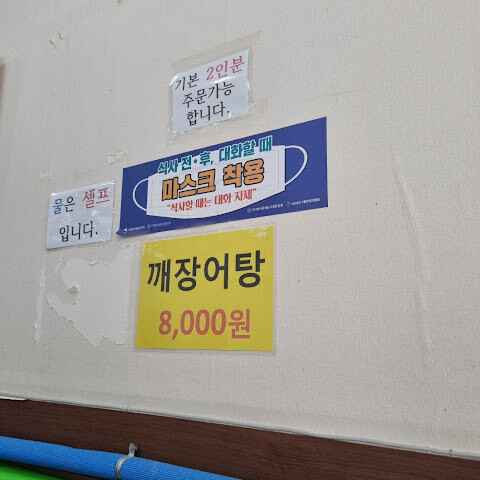 기본 2인분
주문가능
합니다.
식사 전·후, 대화할 때
마스크 착용
"식사할 때는 대화 자제"
물은 셀프
입니다.
깨장어탕
8,000원